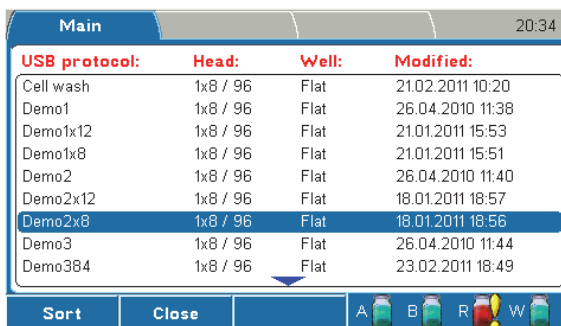 Main 20:34
USB protocol: Head: Well: Modified:
Cell wash 1x8 / 96 Flat 21.02.2011 10:20
Demo1 1x8 / 96 Flat 26.04.2010 11:38
Demo1x12 1x8 / 96 Flat 21.01.2011 15:53
Demo1x8 1x8 / 96 Flat 21.01.2011 15:51
Demo2 1x8 / 96 Flat 26.04.2010 11:40
Demo2x12 1x8 / 96 Flat 18.01.2011 18:57
Demo2x8 1x8 / 96 Flat 18.01.2011 18:56
Demo3 1x8 / 96 Flat 26.04.2010 11:44
Demo384 1x8 / 96 Flat 23.02.2011 18:49
Sort Close A B R ! W